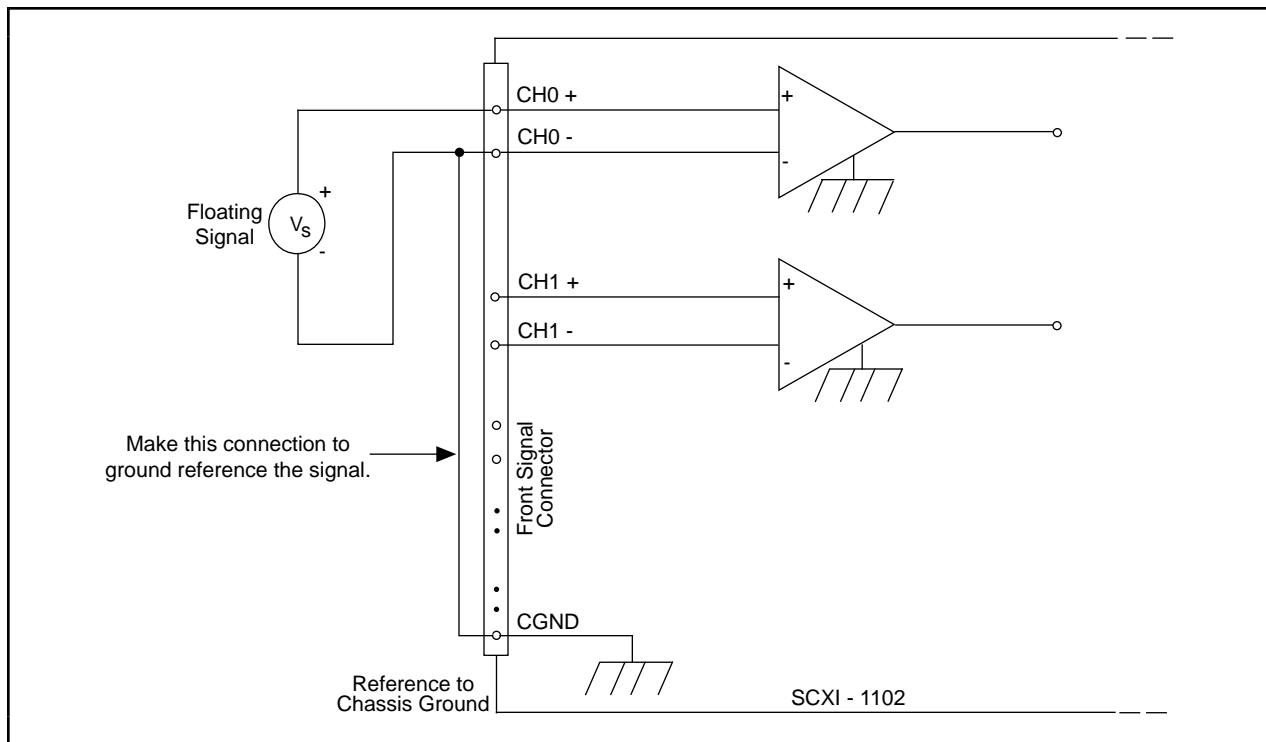 CH0 +
+
CH0 -
-
Floating
Signal
+
Vs
-
CH1 +
+
CH1 -
-
Make this connection to
ground reference the signal.
Front Signal
Connector
CGND
Reference to
Chassis Ground
SCXI - 1102